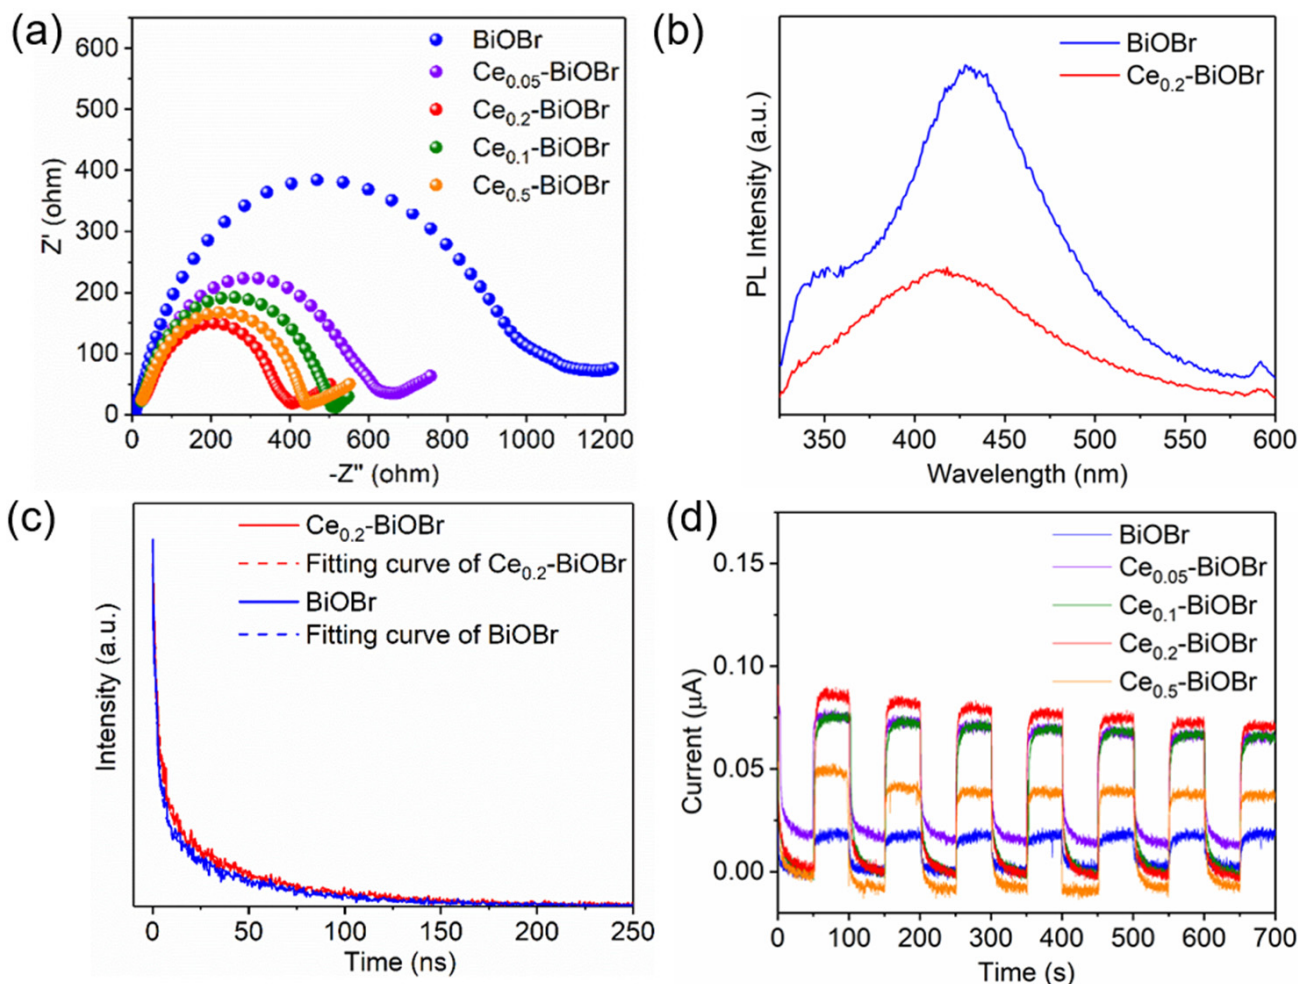 (a)
600
500
400
300
200
100
0
Z' (ohm)
BiOBr
Ce0.05-BiOBr
Ce0.2-BiOBr
Ce0.1-BiOBr
Ce0.5-BiOBr
0 200 400 600 800 1000 1200
-Z" (ohm)
(b)
PL Intensity (a.u.)
BiOBr
Ce0.2-BiOBr
350 400 450 500 550 600
Wavelength (nm)
(c)
Intensity (a.u.)
Ce0.2-BiOBr
Fitting curve of Ce0.2-BiOBr
BiOBr
Fitting curve of BiOBr
0 50 100 150 200 250
Time (ns)
(d)
0.15
0.10
0.05
0.00
Current (μA)
BiOBr
Ce0.05-BiOBr
Ce0.1-BiOBr
Ce0.2-BiOBr
Ce0.5-BiOBr
0 100 200 300 400 500 600 700
Time (s)